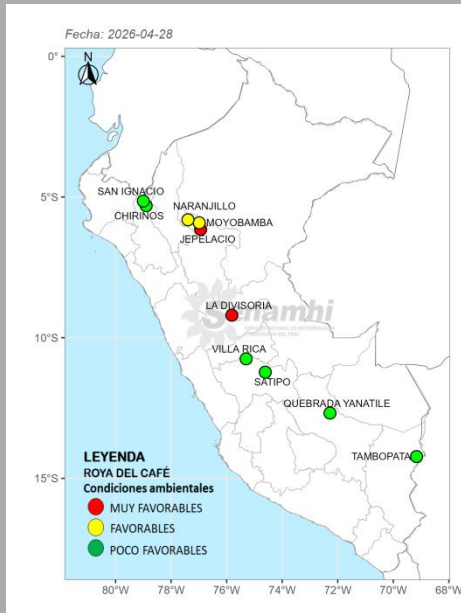 Fecha: 2026-04-28
N
0°
5°S
10°S
15°S
SAN IGNACIO
CHIRINOS
NARANJILLO
MOYOBAMBA
JEPELACIO
LA DIVISORIA
Senamhi
VILLA RICA
SATIPO
QUEBRADA YANATILE
TAMBOPATA
LEYENDA
ROYA DEL CAFÉ
Condiciones ambientales
MUY FAVORABLES
FAVORABLES
POCO FAVORABLES
80°W 78°W 76°W 74°W 72°W 70°W 68°W